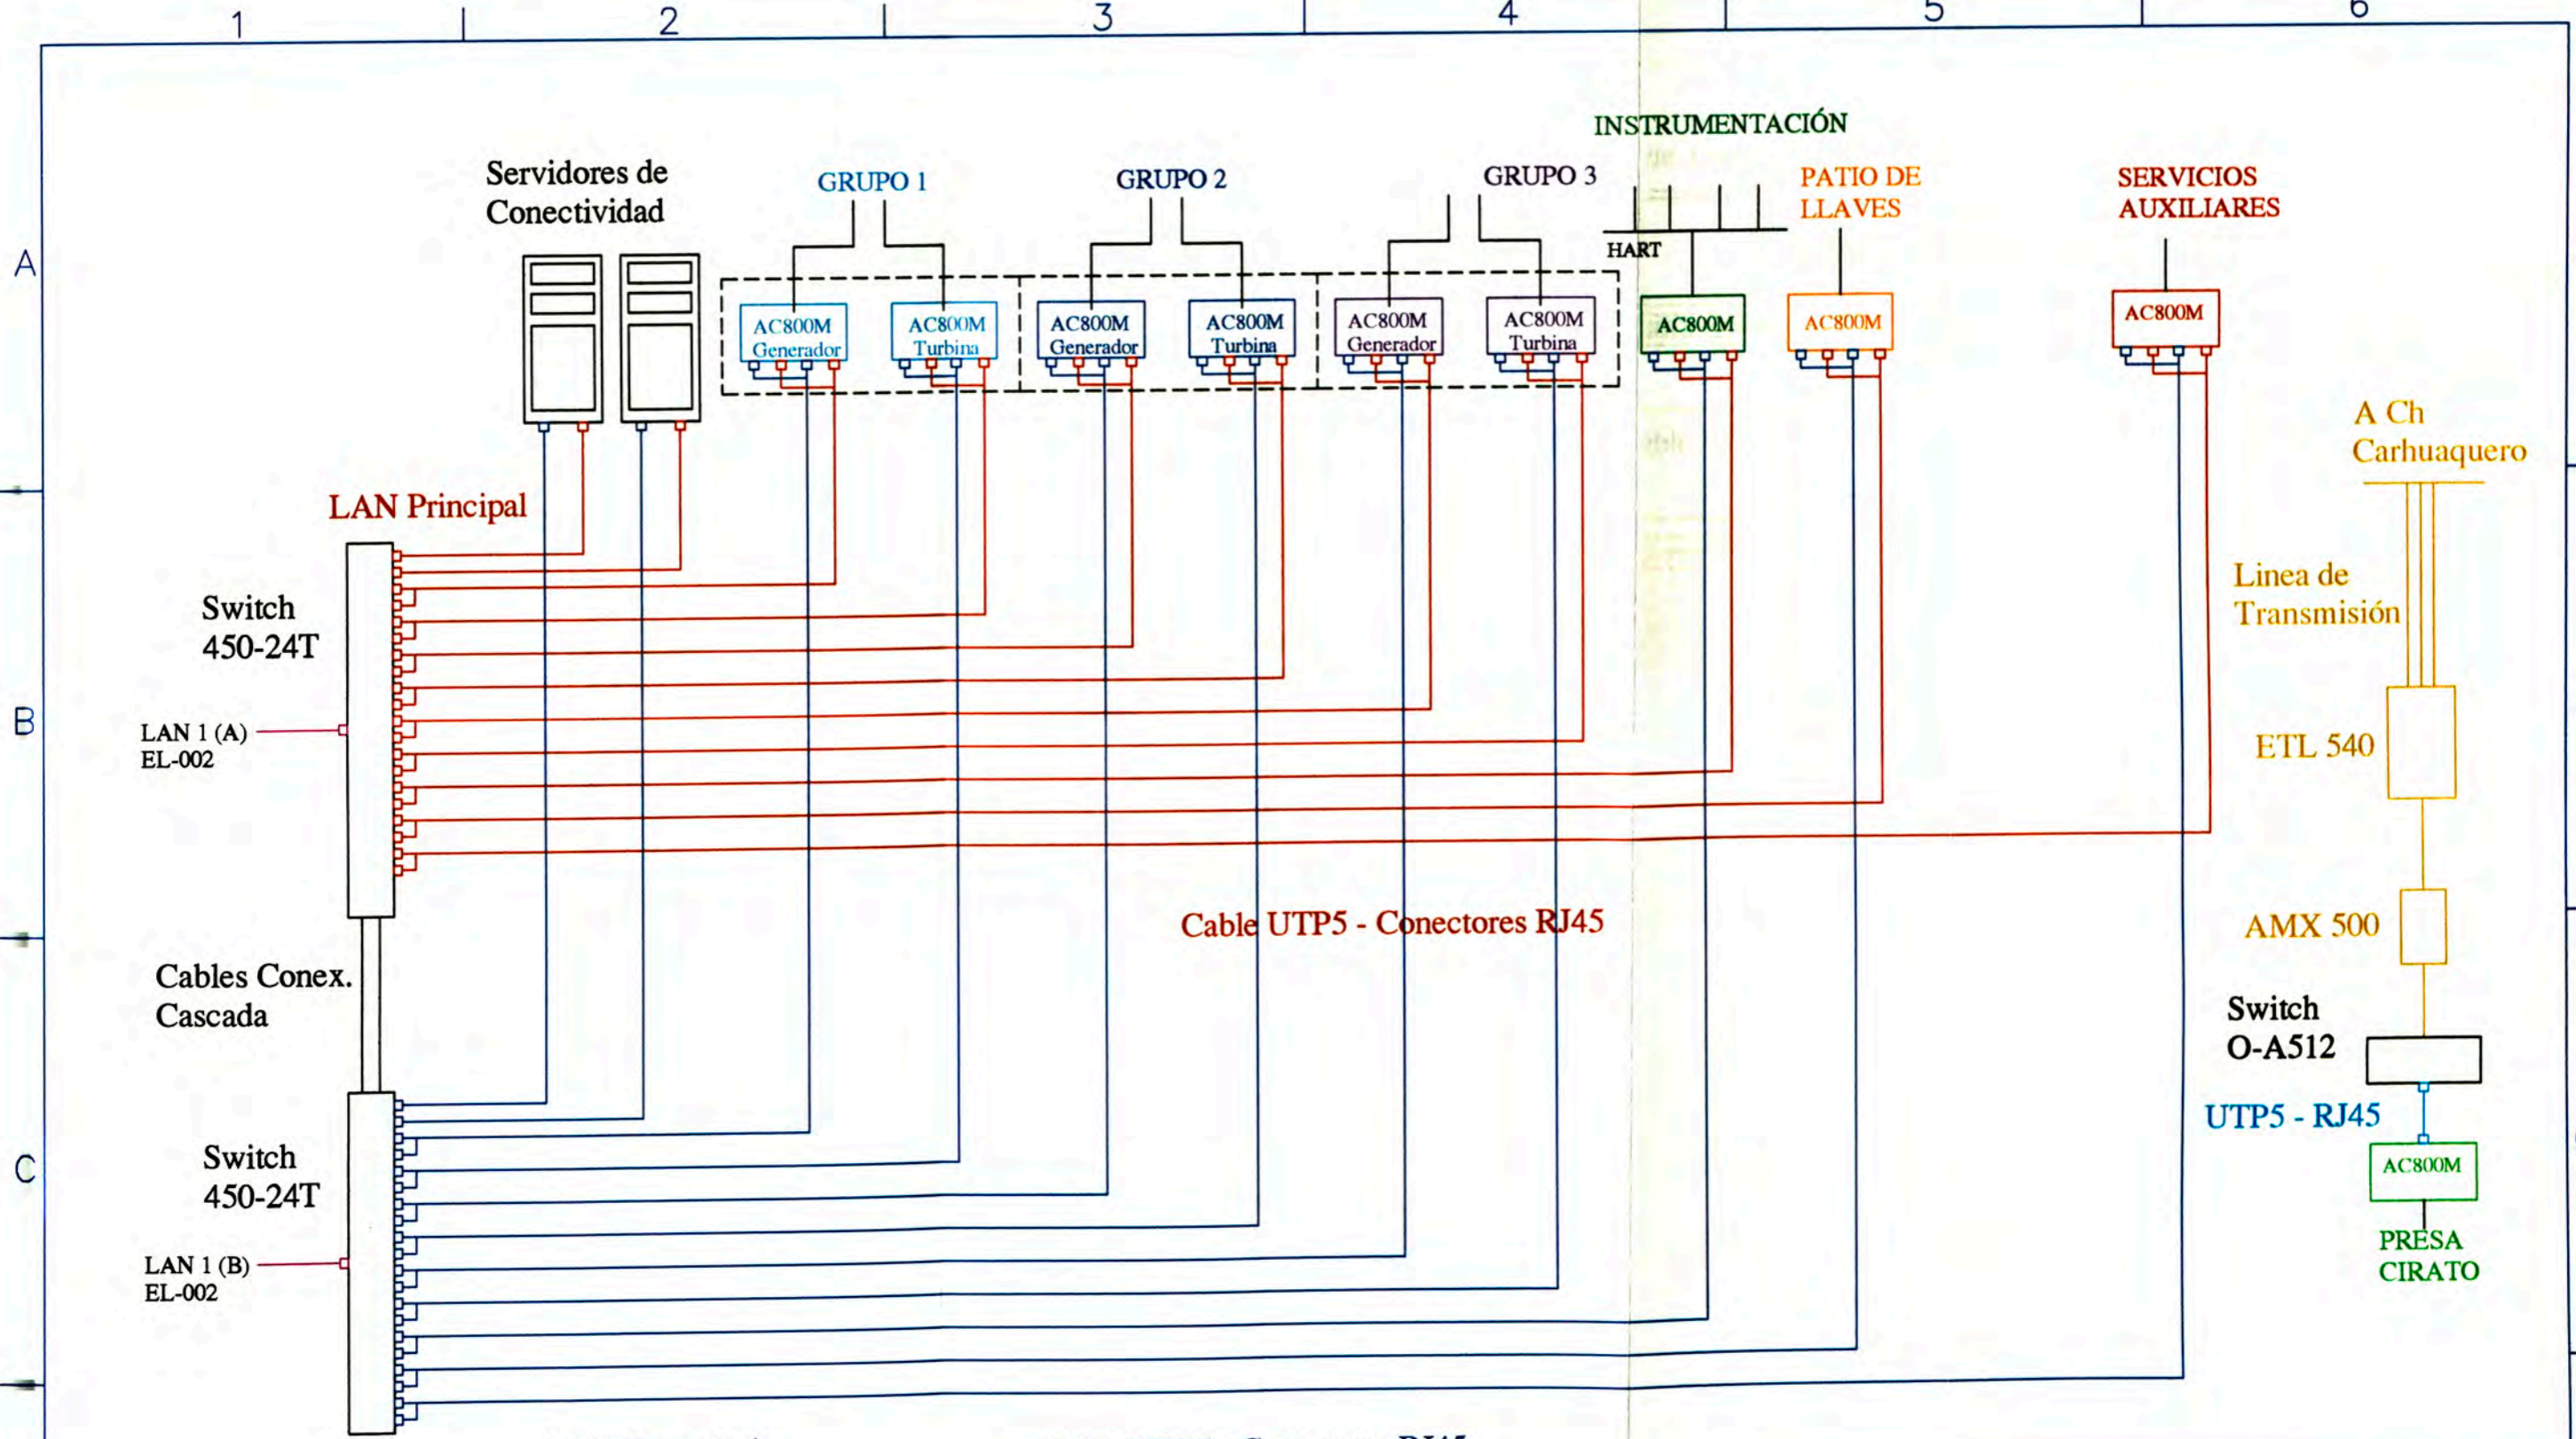 1
2
3
4
5
6
INSTRUMENTACIÓN
Servidores de
Conectividad
GRUPO 1
GRUPO 2
GRUPO 3
PATIO DE
LLAVES
SERVICIOS
AUXILIARES
HART
A
AC800M
Generador
AC800M
Turbina
AC800M
Generador
AC800M
Turbina
AC800M
Generador
AC800M
Turbina
AC800M
AC800M
AC800M
A Ch
Carhuaquero
LAN Principal
Linea de
Transmisión
Switch
450-24T
B
LAN 1 (A)
EL-002
ETL 540
Cable UTP5 - Conectores RJ45
AMX 500
Cables Conex.
Cascada
Switch
O-A512
UTP5 - RJ45
C
Switch
450-24T
AC800M
PRESA
CIRATO
LAN 1 (B)
EL-002